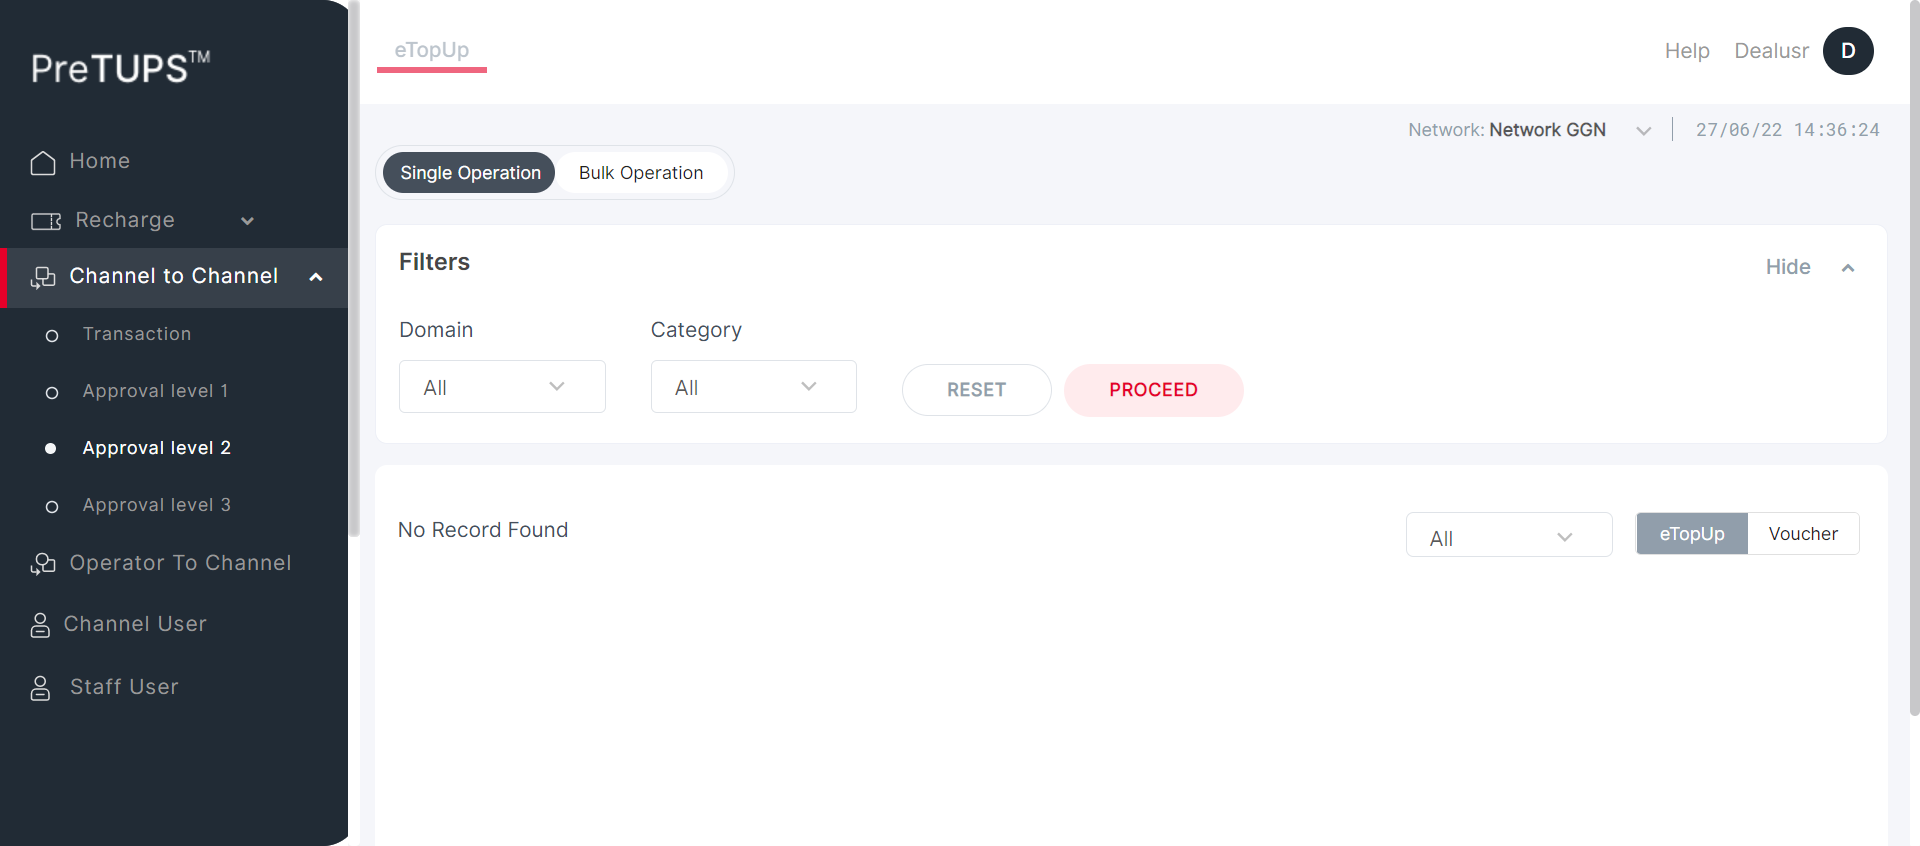 PreTUPS™
Home
Recharge
Channel to Channel
Transaction
Approval level 1
Approval level 2
Approval level 3
Operator To Channel
Channel User
Staff User
eTopUp
Help Dealusr D
Network: Network GGN 27/06/22 14:36:24
Single Operation Bulk Operation
Filters
Hide
Domain Category
All All RESET PROCEED
No Record Found All eTopUp Voucher